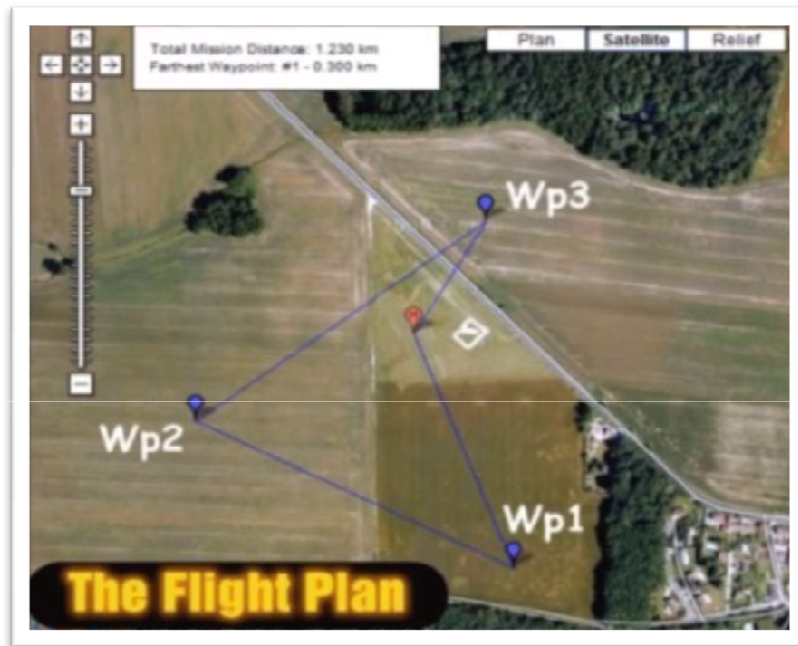 Total Mission Distance: 1.230 km
Farthest Waypoint: #1 - 0.300 km
Plan Satellite Relief
Wp3
Wp2
Wp1
The Flight Plan